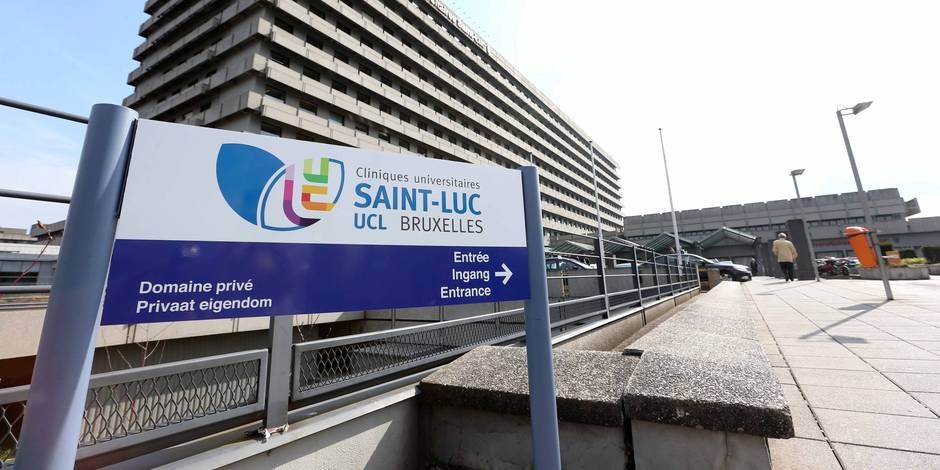 Cliniques universitaires
SAINT-LUC
UCL BRUXELLES
Entrée
Ingang
Entrance
Domaine privé
Privaat eigendom